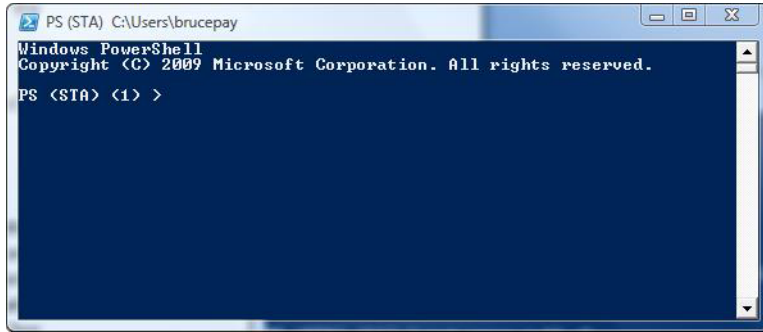 PS (STA) C:\Users\brucepay
Windows PowerShell
Copyright (C) 2009 Microsoft Corporation. All rights reserved.
PS (STA) (1) >